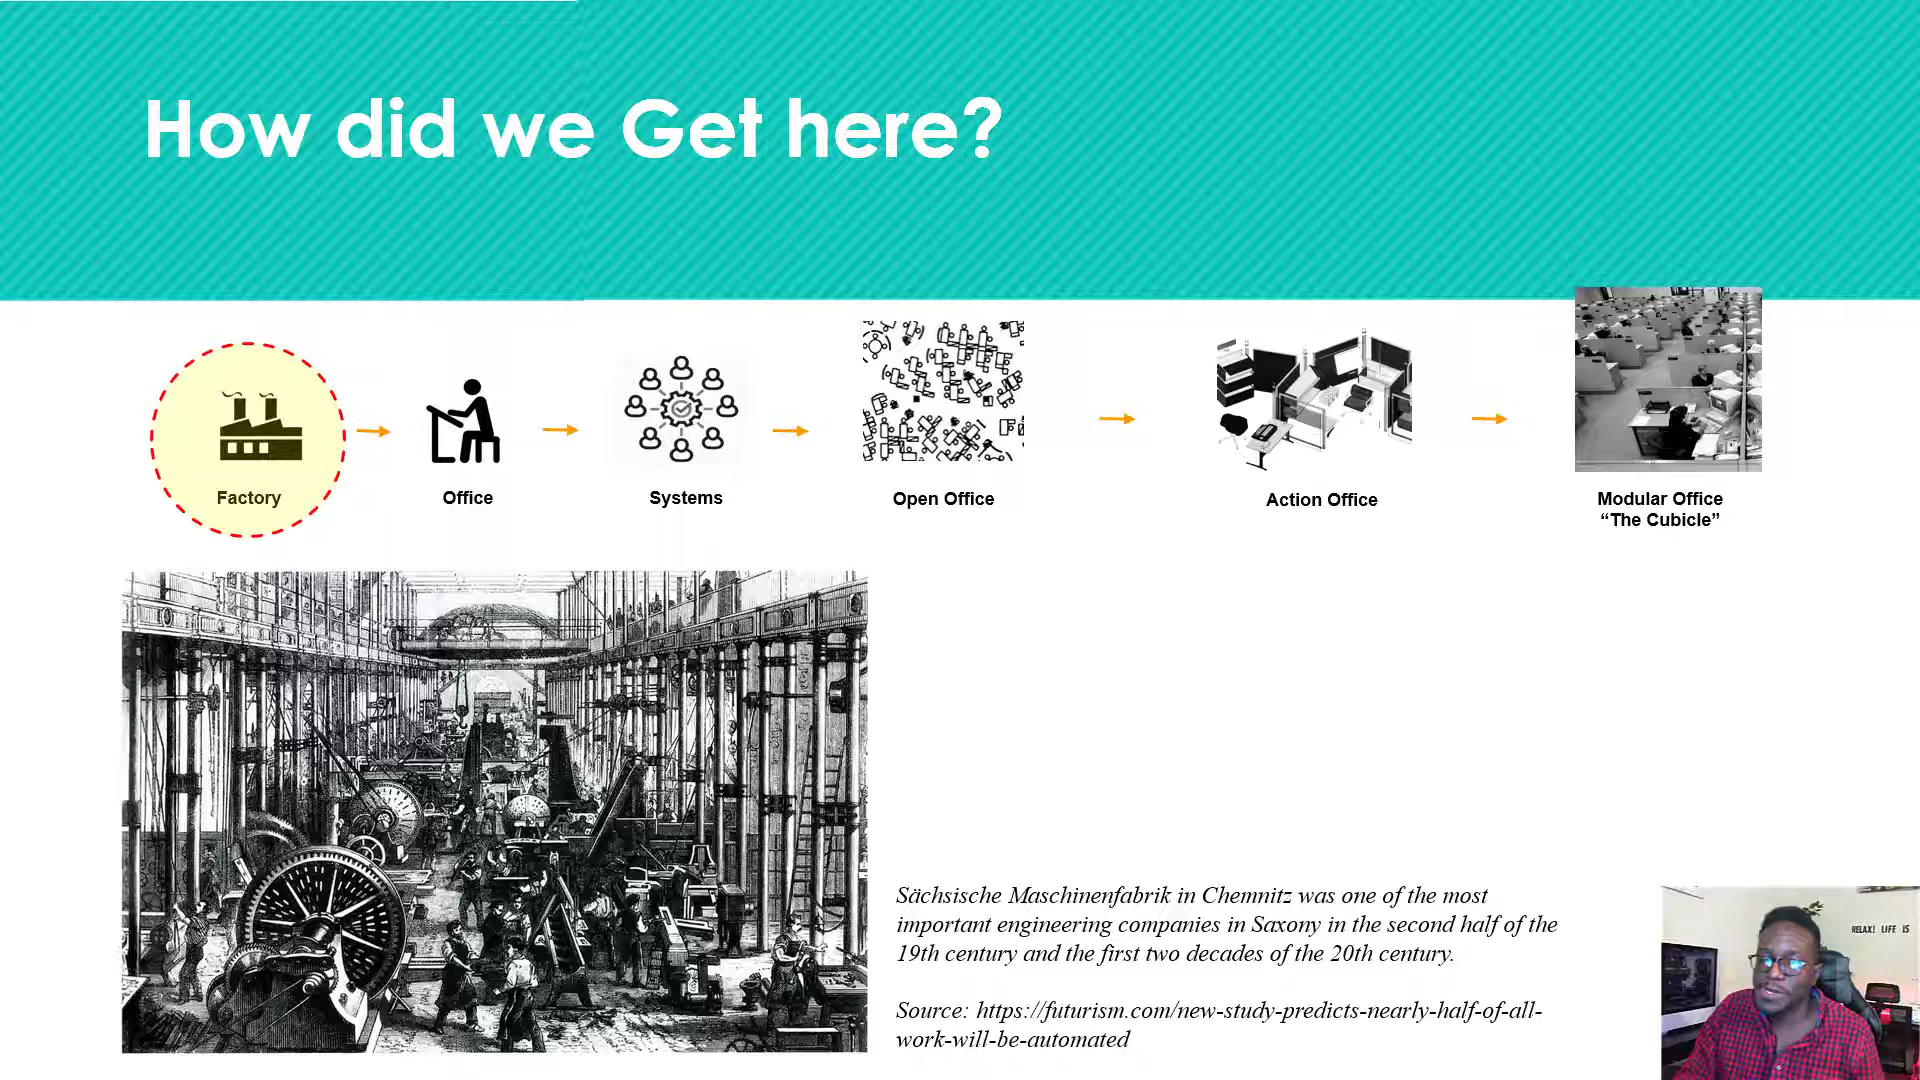 How did we Get here?
Factory
Office
Systems
Open Office
Action Office
Modular Office
“The Cubicle”
Sächsische Maschinenfabrik in Chemnitz was one of the most
important engineering companies in Saxony in the second half of the
19th century and the first two decades of the 20th century.
Source: https://futurism.com/new-study-predicts-nearly-half-of-all-
work-will-be-automated
RELAX! LIFE IS